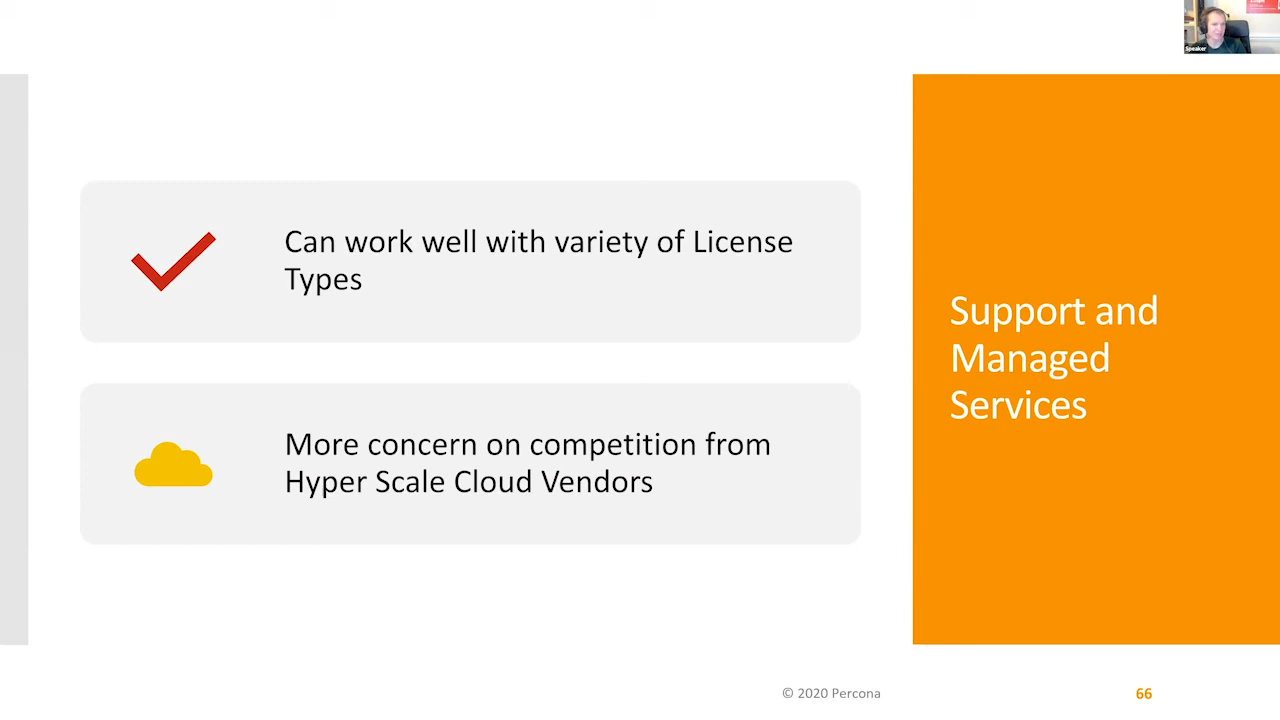 Speaker
Can work well with variety of License
Types
More concern on competition from
Hyper Scale Cloud Vendors
Support and
Managed
Services
© 2020 Percona
66